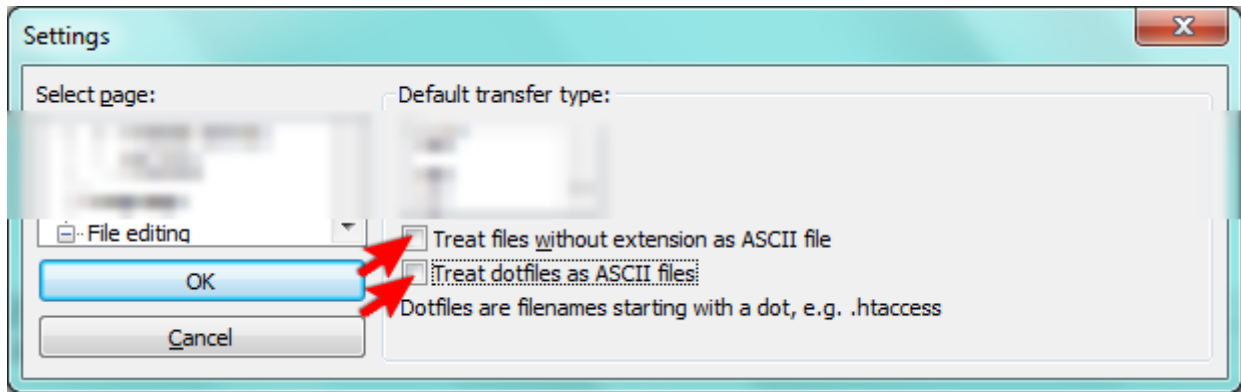 Settings
Select page:
Default transfer type:
File editing
Treat files without extension as ASCII file
OK
Treat dotfiles as ASCII files
Dotfiles are filenames starting with a dot, e.g. .htaccess
Cancel